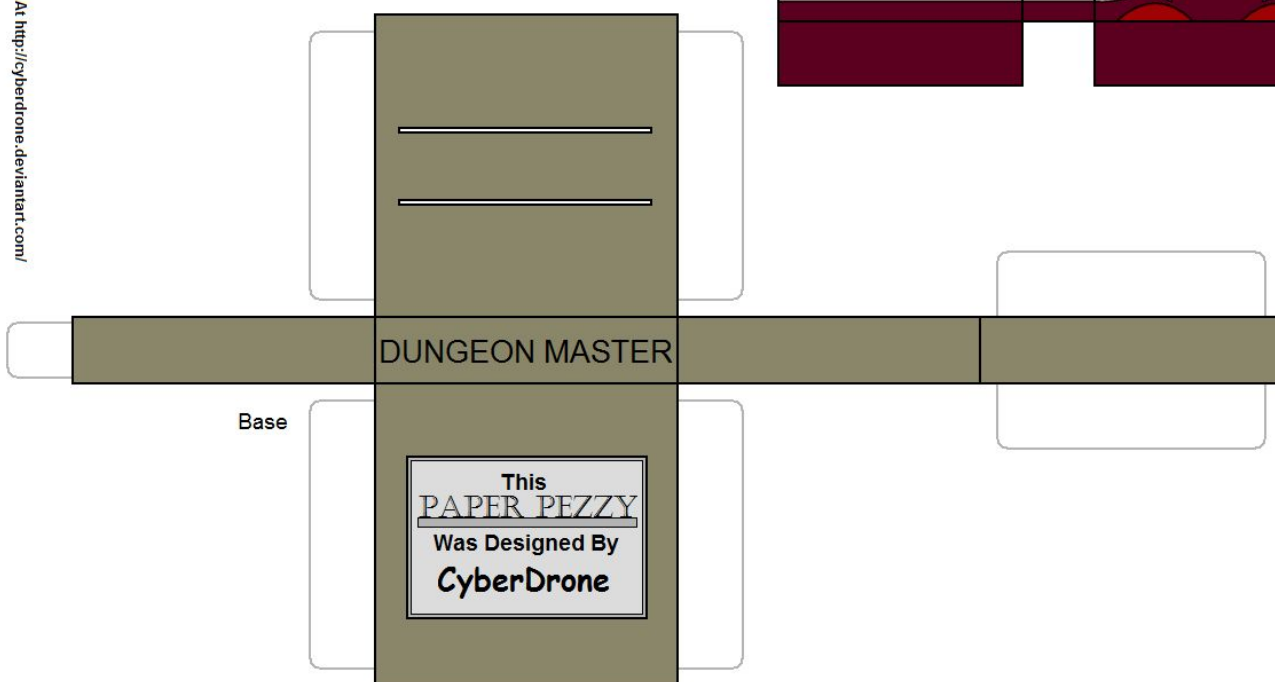 At http://cyberdrone.deviantart.com/
DUNGEON MASTER
Base
This
PAPER PEZZY
Was Designed By
CyberDrone